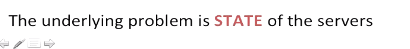 The underlying problem is STATE of the servers